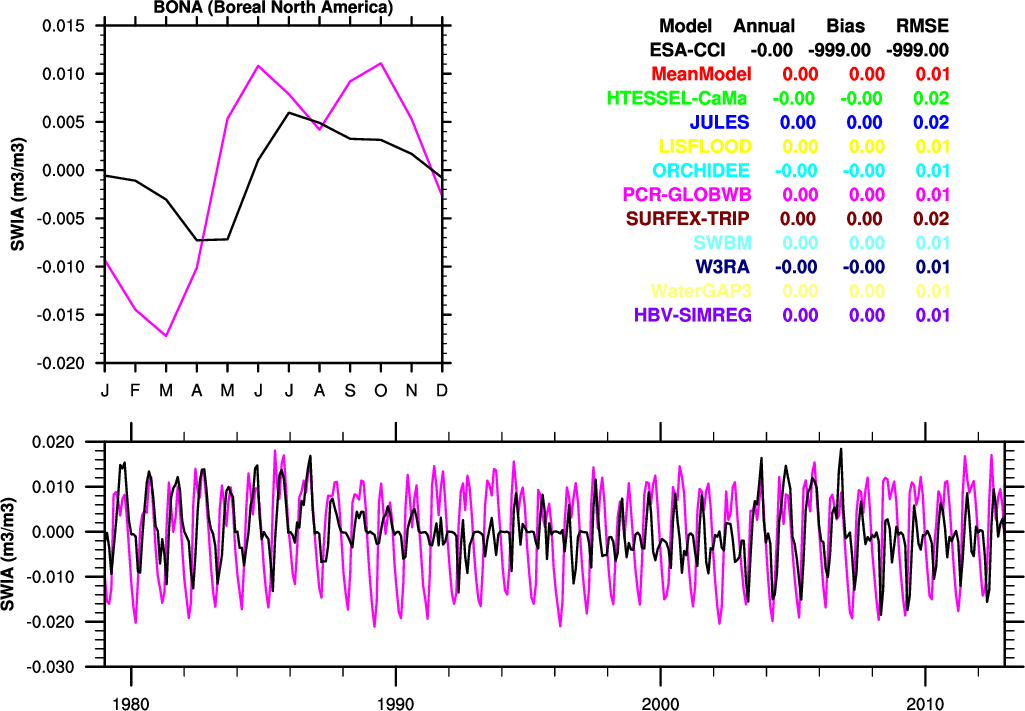 BONA (Boreal North America)
0.015
0.010
0.005
0.000
-0.005
-0.010
-0.015
-0.020
SWIA (m3/m3)
J F M A M J J A S O N D
Model Annual Bias RMSE
ESA-CCI -0.00 -999.00 -999.00
MeanModel 0.00 0.00 0.01
HTESSEL-CaMa -0.00 -0.00 0.02
JULES 0.00 0.00 0.02
LISFLOOD 0.00 0.00 0.01
ORCHIDEE -0.00 -0.00 0.01
PCR-GLOBWB 0.00 0.00 0.01
SURFEX-TRIP 0.00 0.00 0.02
SWBM 0.00 0.00 0.01
W3RA -0.00 -0.00 0.01
WaterGAP3 0.00 0.00 0.01
HBV-SIMREG 0.00 0.00 0.01
0.020
0.010
0.000
-0.010
-0.020
-0.030
SWIA (m3/m3)
1980 1990 2000 2010